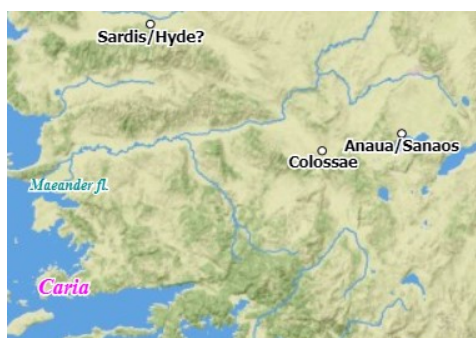 Sardis/Hyde?
Anaua/Sanaos
Colossae
Maeander fl.
Caria